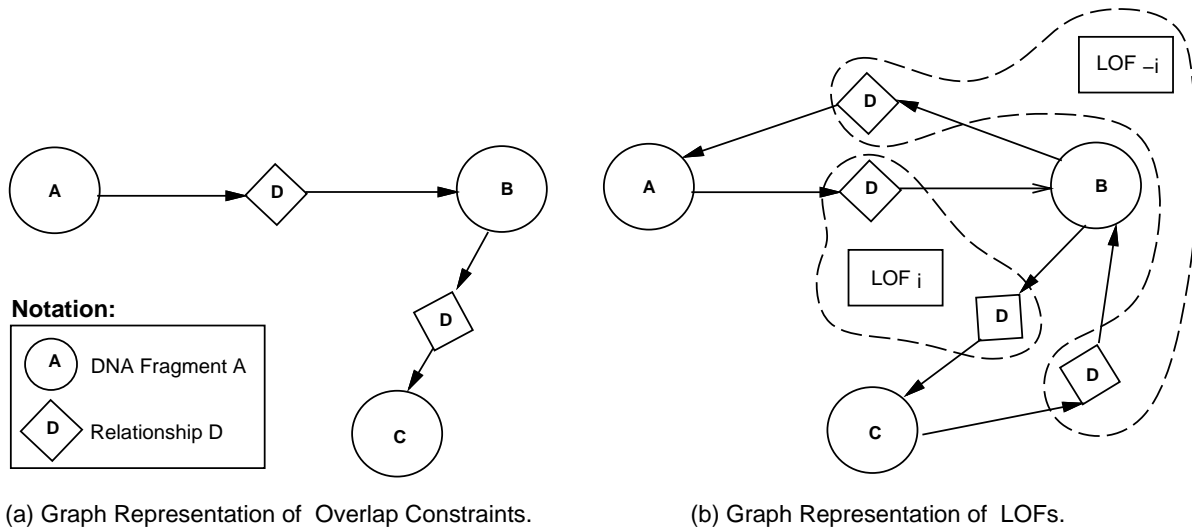 A
D
B
D
C
Notation:
A DNA Fragment A
D Relationship D
(a) Graph Representation of Overlap Constraints.
LOF –i
D
A
D
B
LOF i
D
D
C
(b) Graph Representation of LOFs.